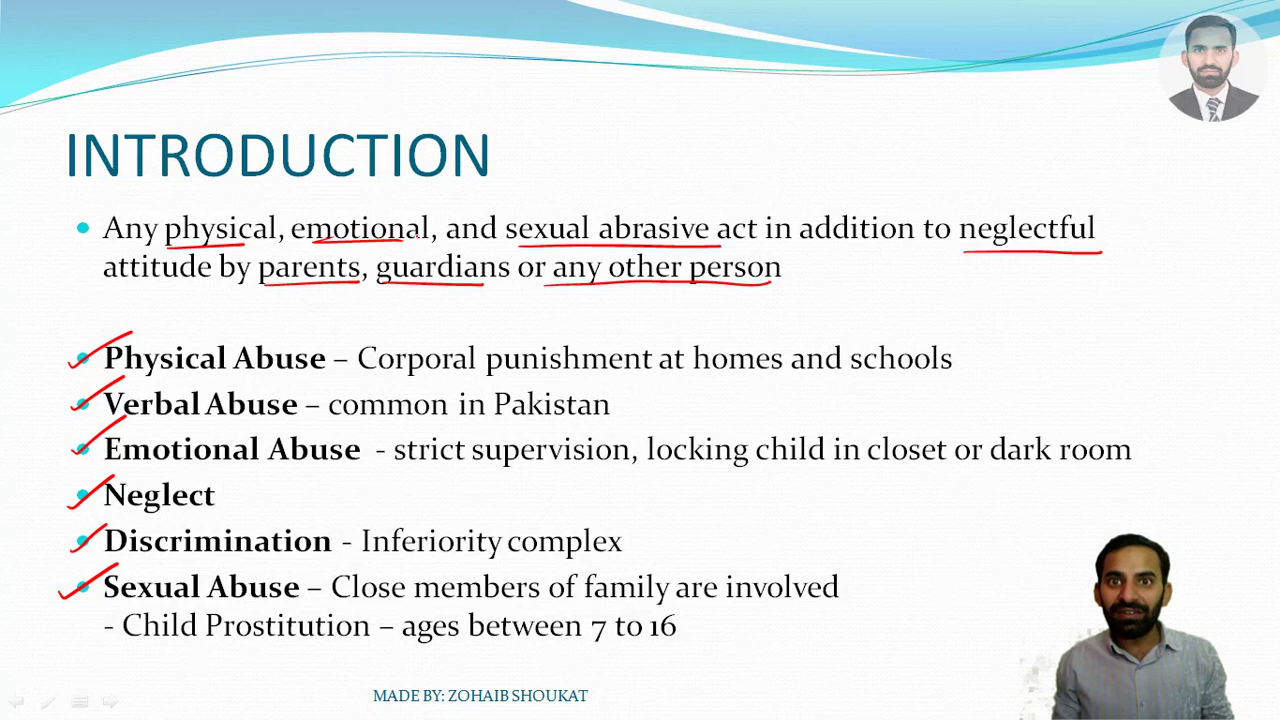 INTRODUCTION
Any physical, emotional, and sexual abrasive act in addition to neglectful
attitude by parents, guardians or any other person
Physical Abuse – Corporal punishment at homes and schools
Verbal Abuse – common in Pakistan
Emotional Abuse - strict supervision, locking child in closet or dark room
Neglect
Discrimination - Inferiority complex
Sexual Abuse – Close members of family are involved
- Child Prostitution – ages between 7 to 16
MADE BY: ZOHAIB SHOUKAT